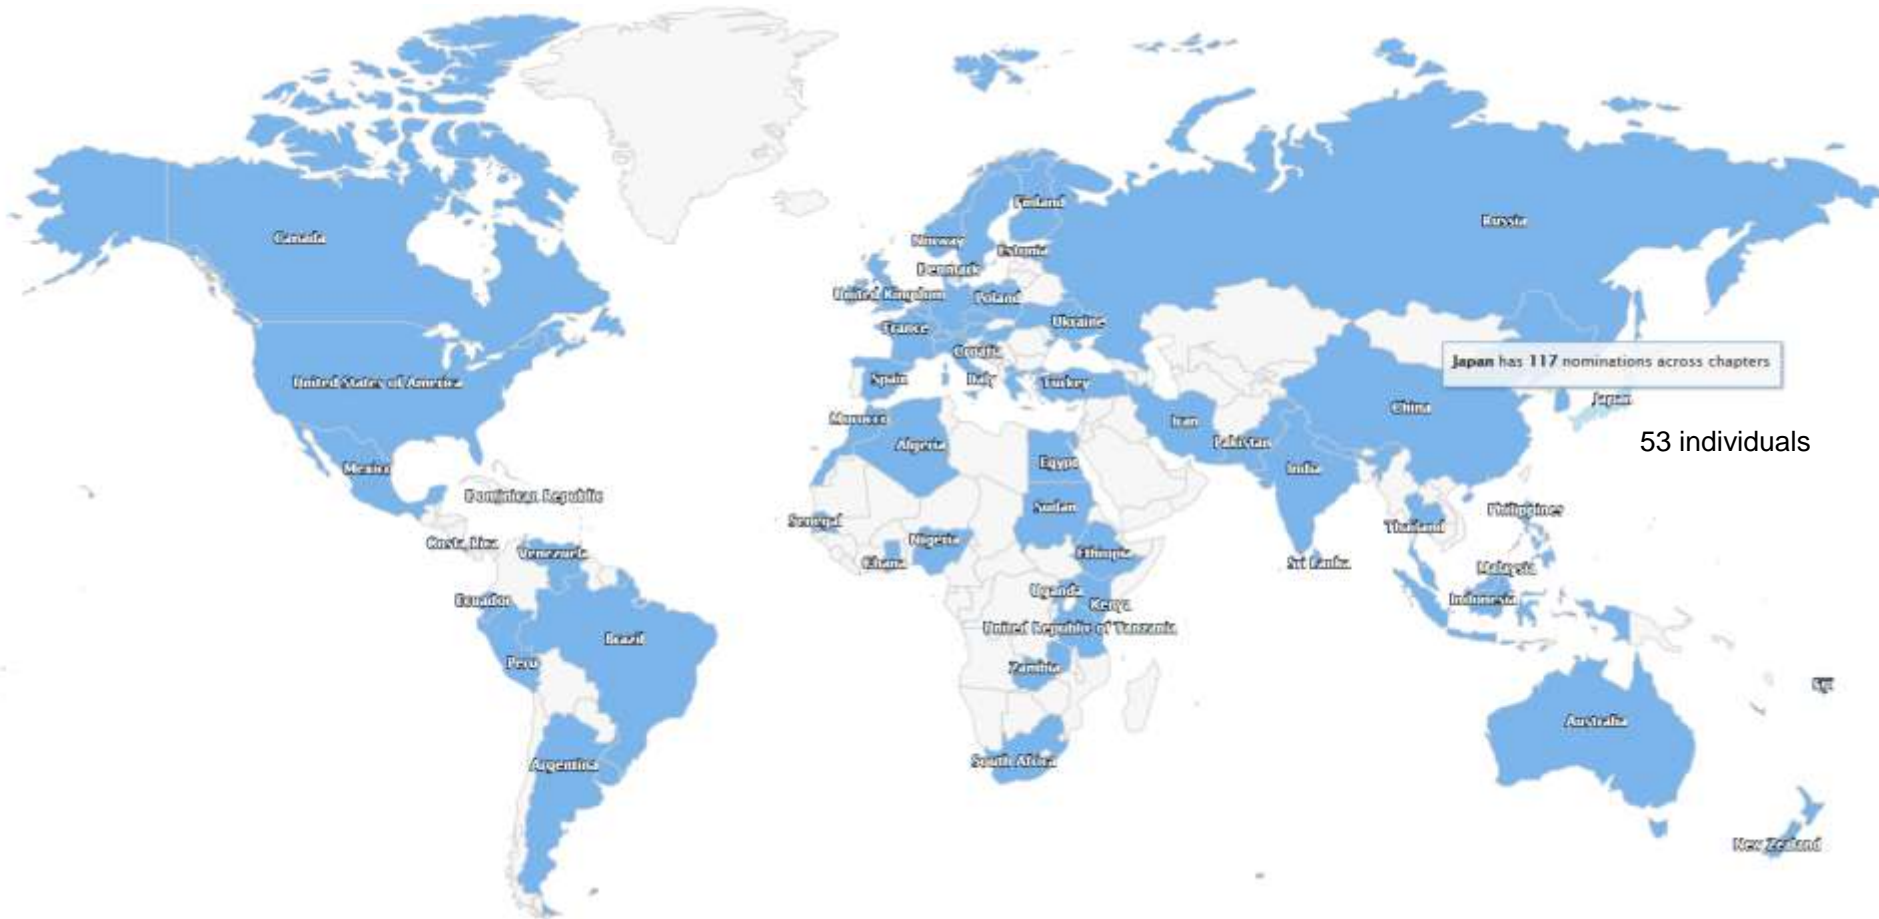 Finland
Russia
Canada
Norway
Estonia
Denmark
United Kingdom
Poland
Ukraine
France
Croatia
Japan has 117 nominations across chapters
Spain
Italy
Turkey
United States of America
Japan
China
Morocco
Iran
Algeria
Pakistan
53 individuals
Egypt
India
Mexico
Dominican Republic
Sudan
Philippines
Senegal
Thailand
Nigeria
Costa Rica
Venezuela
Ethiopia
Ghana
Sri Lanka
Malaysia
Uganda
Ecuador
Kenya
Indonesia
United Republic of Tanzania
Brazil
Peru
Zambia
Australia
Argentina
South Africa
New Zealand